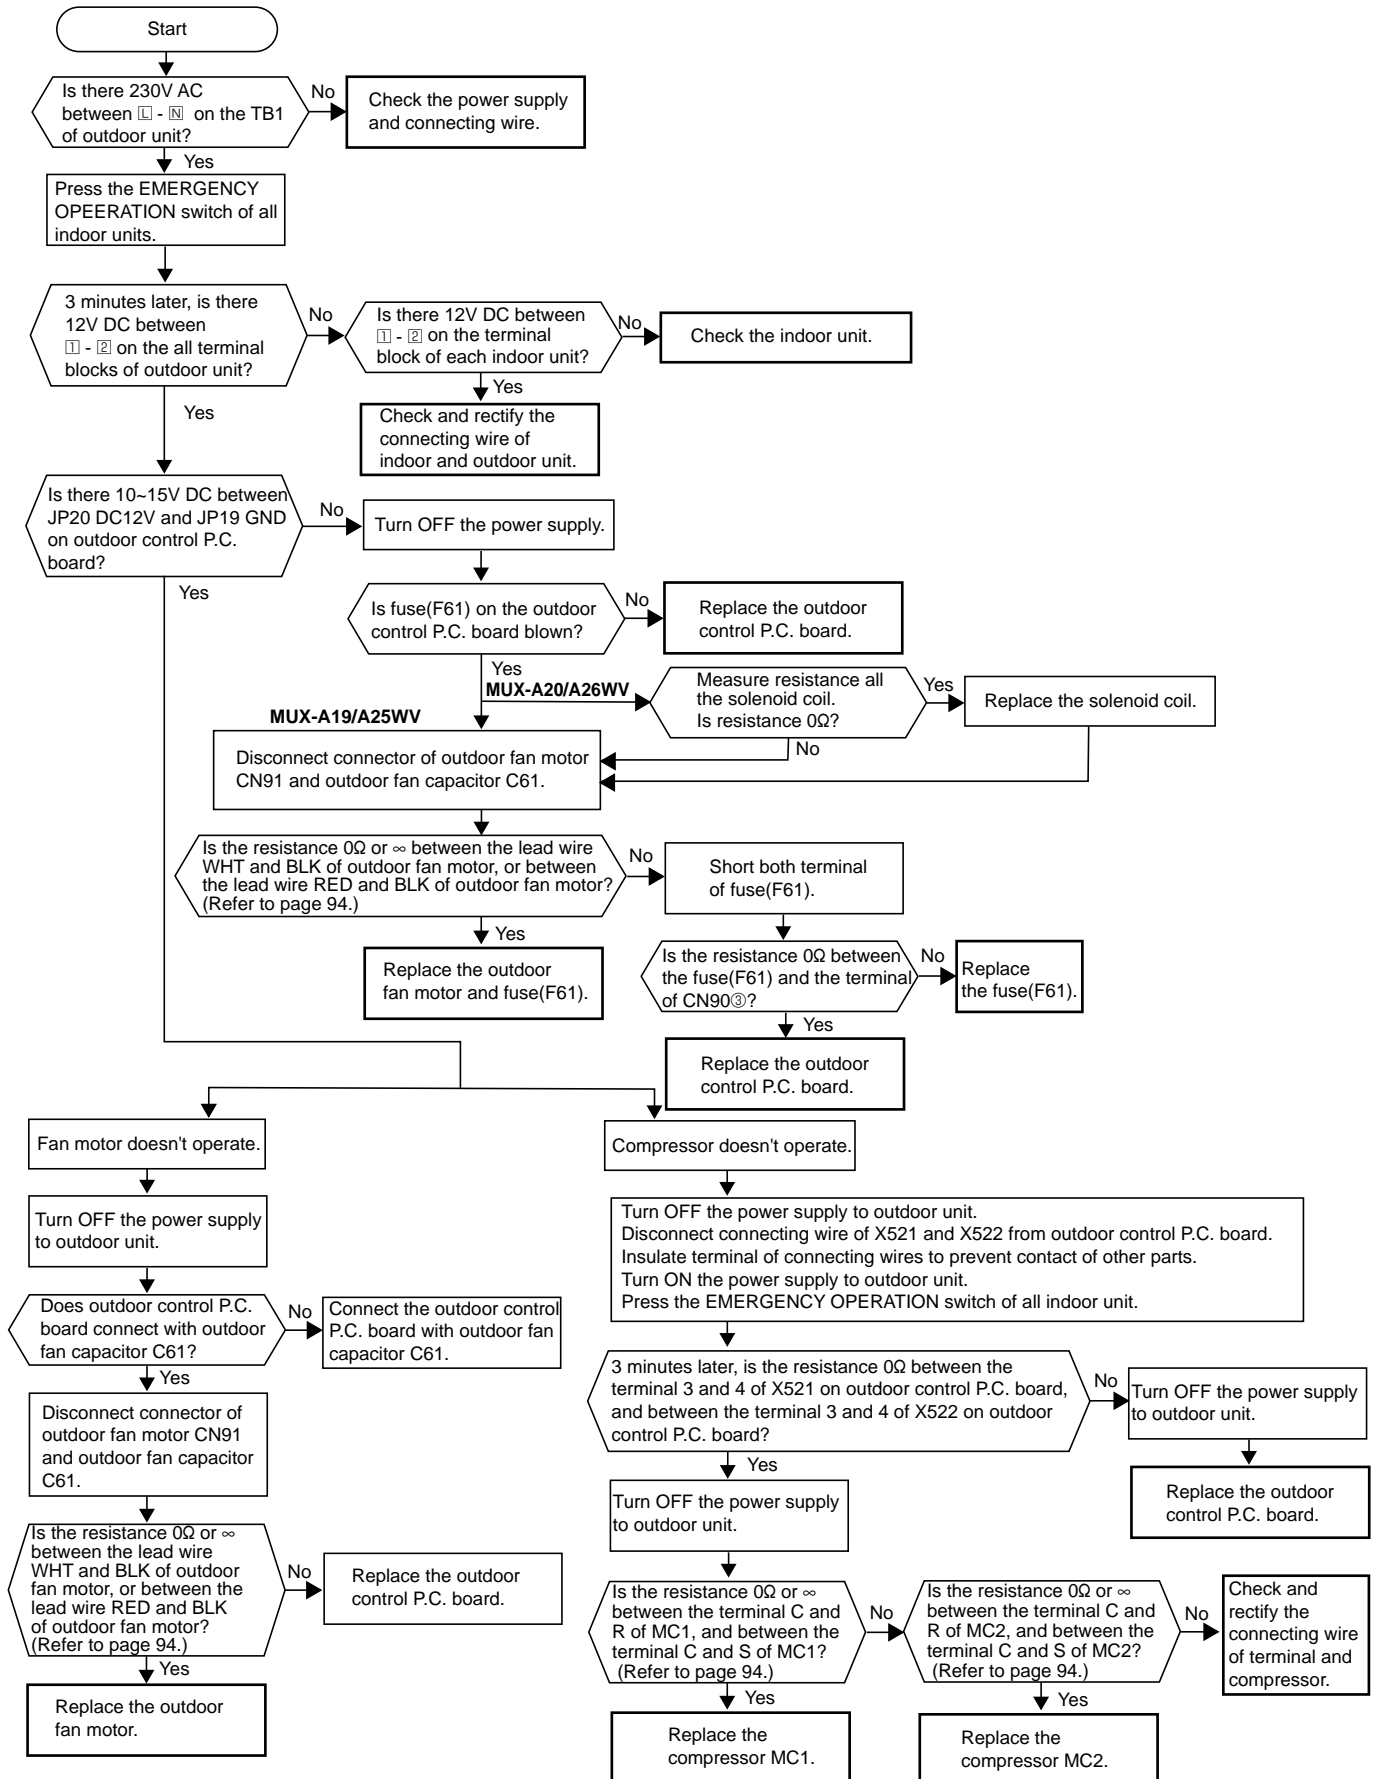 Start
Is there 230V AC
between L - N on the TB1
of outdoor unit?
No
Check the power supply
and connecting wire.
Yes
Press the EMERGENCY
OPEERATION switch of all
indoor units.
3 minutes later, is there
12V DC between
1 - 2 on the all terminal
blocks of outdoor unit?
No
Is there 12V DC between
1 - 2 on the terminal
block of each indoor unit?
No
Check the indoor unit.
Yes
Check and rectify the
connecting wire of
indoor and outdoor unit.
Yes
Is there 10~15V DC between
JP20 DC12V and JP19 GND
on outdoor control P.C.
board?
No
Turn OFF the power supply.
Yes
Is fuse(F61) on the outdoor
control P.C. board blown?
No
Replace the outdoor
control P.C. board.
Yes
MUX-A20/A26WV
Measure resistance all
the solenoid coil.
Is resistance 0Ω?
Yes
Replace the solenoid coil.
No
MUX-A19/A25WV
Disconnect connector of outdoor fan motor
CN91 and outdoor fan capacitor C61.
Is the resistance 0Ω or ∞ between the lead wire
WHT and BLK of outdoor fan motor, or between
the lead wire RED and BLK of outdoor fan motor?
(Refer to page 94.)
No
Short both terminal
of fuse(F61).
Yes
Replace the outdoor
fan motor and fuse(F61).
Is the resistance 0Ω between
the fuse(F61) and the terminal
of CN90③?
No
Replace
the fuse(F61).
Yes
Replace the outdoor
control P.C. board.
Fan motor doesn't operate.
Turn OFF the power supply
to outdoor unit.
Does outdoor control P.C.
board connect with outdoor
fan capacitor C61?
No
Connect the outdoor control
P.C. board with outdoor fan
capacitor C61.
Yes
Disconnect connector of
outdoor fan motor CN91
and outdoor fan capacitor
C61.
Is the resistance 0Ω or ∞
between the lead wire
WHT and BLK of outdoor
fan motor, or between the
lead wire RED and BLK
of outdoor fan motor?
(Refer to page 94.)
No
Replace the outdoor
control P.C. board.
Yes
Replace the outdoor
fan motor.
Compressor doesn't operate.
Turn OFF the power supply to outdoor unit.
Disconnect connecting wire of X521 and X522 from outdoor control P.C. board.
Insulate terminal of connecting wires to prevent contact of other parts.
Turn ON the power supply to outdoor unit.
Press the EMERGENCY OPERATION switch of all indoor unit.
3 minutes later, is the resistance 0Ω between the
terminal 3 and 4 of X521 on outdoor control P.C. board,
and between the terminal 3 and 4 of X522 on outdoor
control P.C. board?
No
Turn OFF the power supply
to outdoor unit.
Replace the outdoor
control P.C. board.
Yes
Turn OFF the power supply
to outdoor unit.
Is the resistance 0Ω or ∞
between the terminal C and
R of MC1, and between the
terminal C and S of MC1?
(Refer to page 94.)
No
Is the resistance 0Ω or ∞
between the terminal C and
R of MC2, and between the
terminal C and S of MC2?
(Refer to page 94.)
No
Check and
rectify the
connecting wire
of terminal and
compressor.
Yes
Replace the
compressor MC1.
Yes
Replace the
compressor MC2.